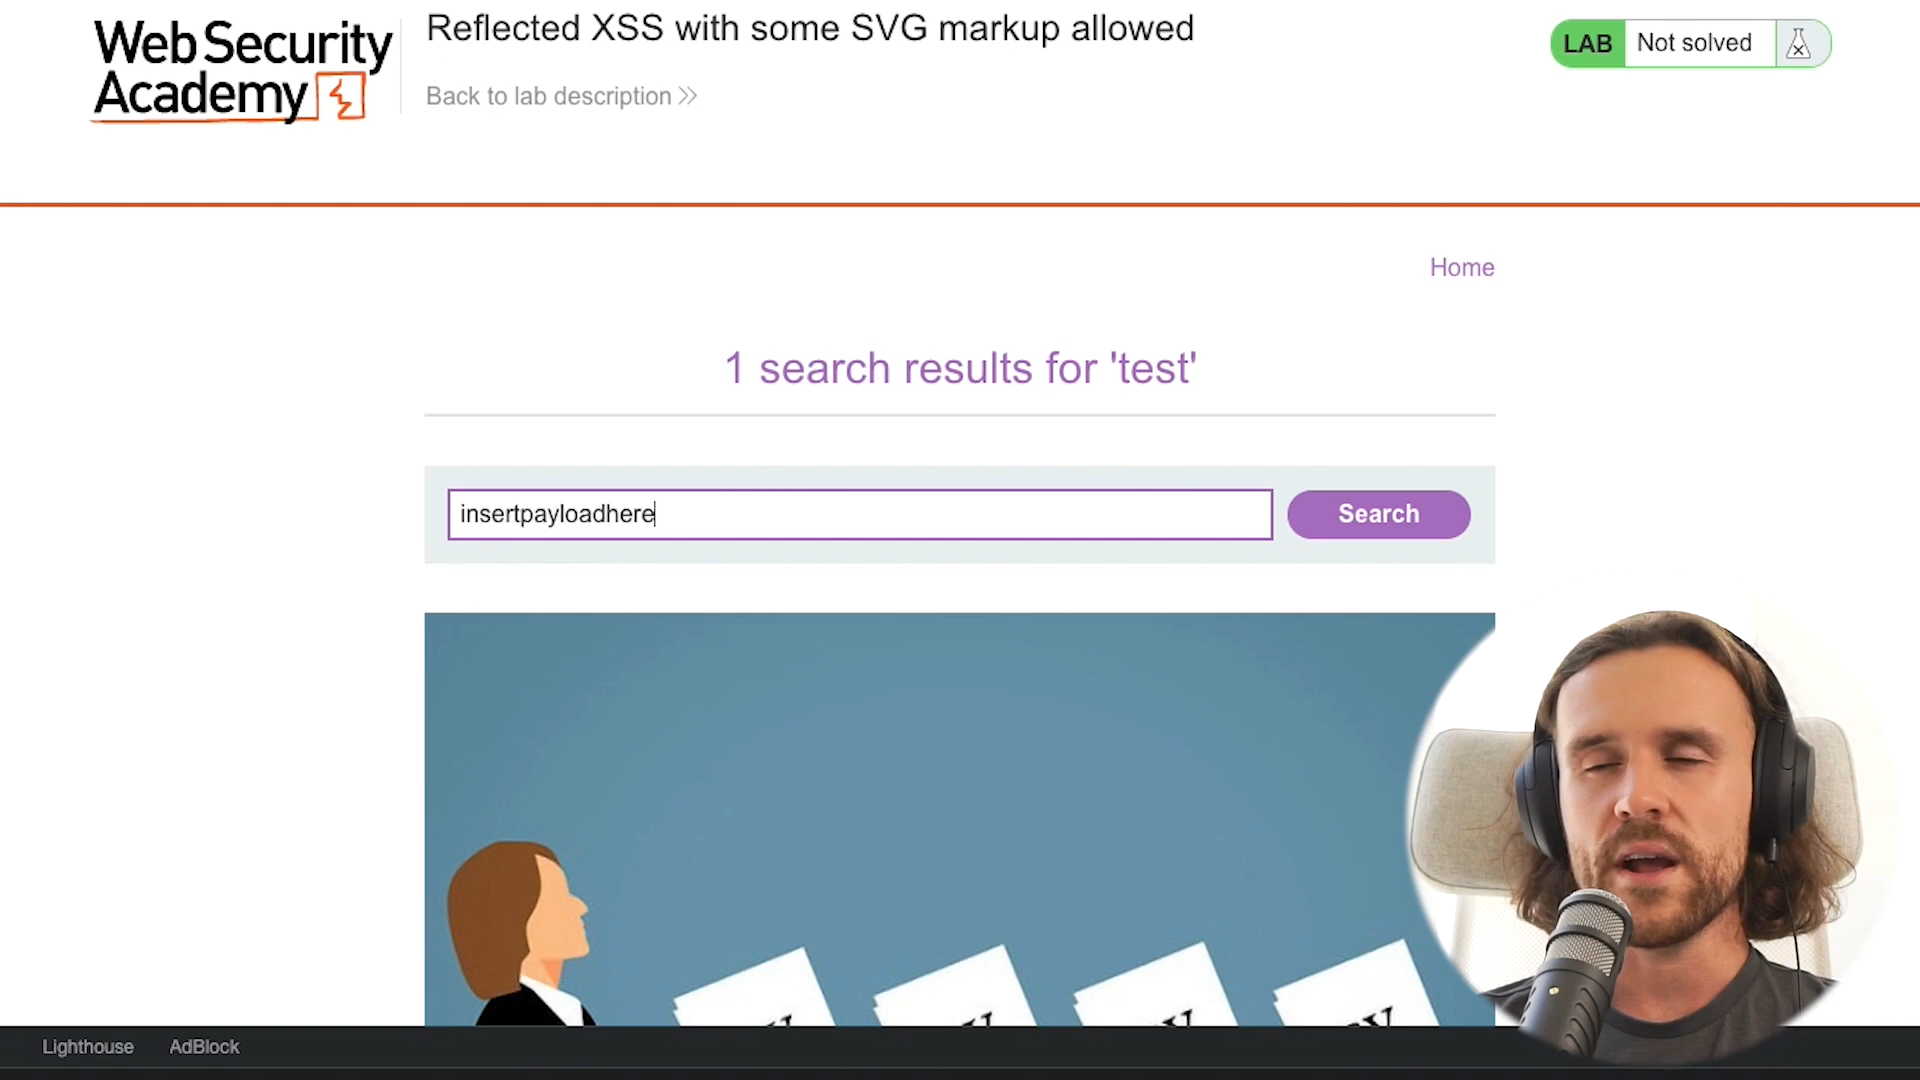 Web Security
Academy
Reflected XSS with some SVG markup allowed
Back to lab description
LAB Not solved
Home
1 search results for 'test'
insertpayloadhere
Search
Lighthouse AdBlock